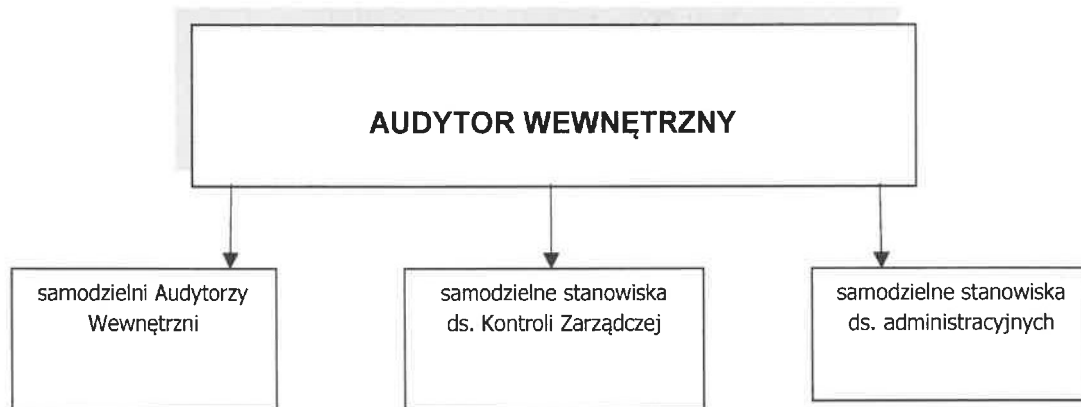 AUDYTOR WEWNĘTRZNY
samodzielni Audytorzy
Wewnętrzni
samodzielne stanowiska
ds. Kontroli Zarządczej
samodzielne stanowiska
ds. administracyjnych